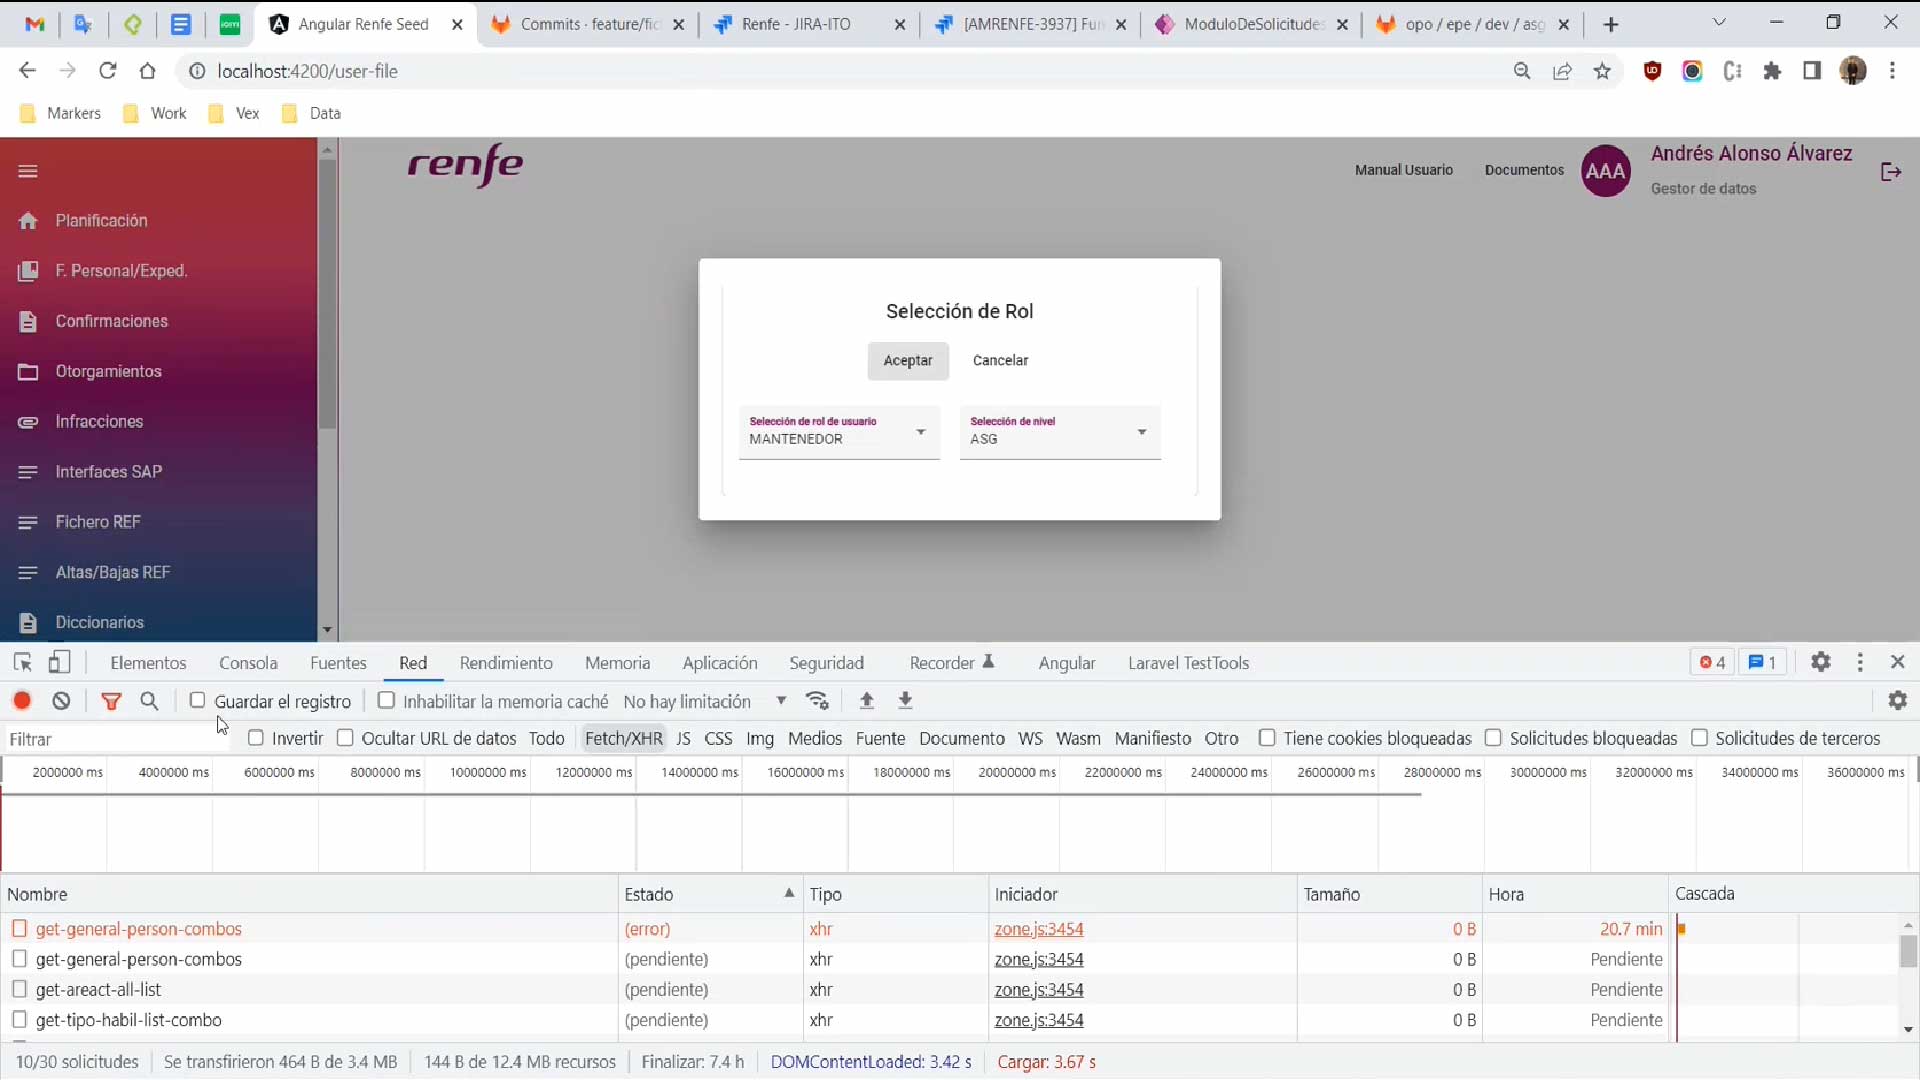 Angular Renfe Seed
Commits · feature/fic
Renfe - JIRA-ITO
[AMRENFE-3937] Fun
ModuloDeSolicitudes
opo / epe / dev / asg
localhost:4200/user-file
Markers
Work
Vex
Data
renfe
Manual Usuario
Documentos
AAA
Andrés Alonso Álvarez
Gestor de datos
Planificación
F. Personal/Exped.
Confirmaciones
Otorgamientos
Infracciones
Interfaces SAP
Fichero REF
Altas/Bajas REF
Diccionarios
Selección de Rol
Aceptar
Cancelar
Selección de rol de usuario
MANTENEDOR
Selección de nivel
ASG
Elementos
Consola
Fuentes
Red
Rendimiento
Memoria
Aplicación
Seguridad
Recorder
Angular
Laravel TestTools
4
1
Guardar el registro
Inhabilitar la memoria caché
No hay limitación
Filtrar
Invertir
Ocultar URL de datos
Todo
Fetch/XHR
JS
CSS
Img
Medios
Fuente
Documento
WS
Wasm
Manifiesto
Otro
Tiene cookies bloqueadas
Solicitudes bloqueadas
Solicitudes de terceros
2000000 ms
4000000 ms
6000000 ms
8000000 ms
10000000 ms
12000000 ms
14000000 ms
16000000 ms
18000000 ms
20000000 ms
22000000 ms
24000000 ms
26000000 ms
28000000 ms
30000000 ms
32000000 ms
34000000 ms
36000000 ms
Nombre Estado Tipo Iniciador Tamaño Hora Cascada
get-general-person-combos (error) xhr zone.js:3454 0 B 20.7 min
get-general-person-combos (pendiente) xhr zone.js:3454 0 B Pendiente
get-areact-all-list (pendiente) xhr zone.js:3454 0 B Pendiente
get-tipo-habil-list-combo (pendiente) xhr zone.js:3454 0 B Pendiente
10/30 solicitudes
Se transfirieron 464 B de 3.4 MB
144 B de 12.4 MB recursos
Finalizar: 7.4 h
DOMContentLoaded: 3.42 s
Cargar: 3.67 s